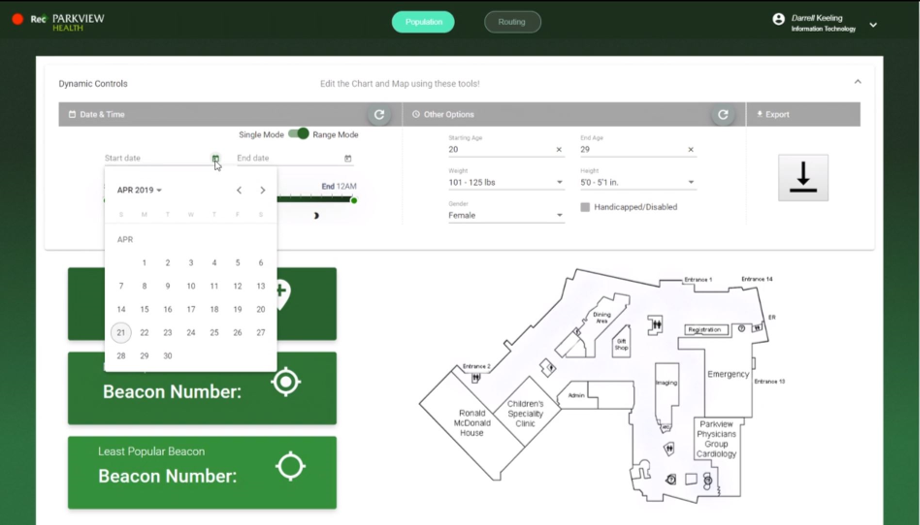 Rec PARKVIEW
HEALTH
Population
Routing
Darrell Keeling
Information Technology
Dynamic Controls
Edit the Chart and Map using these tools!
Date & Time
Other Options
Export
Single Mode
Range Mode
Start date
End date
Starting Age
20
End Age
29
Weight
101 - 125 lbs
Height
5'0 - 5'1 in.
Gender
Female
Handicapped/Disabled
End 12AM
APR 2019
S M T W T F S
APR
1 2 3 4 5 6
7 8 9 10 11 12 13
14 15 16 17 18 19 20
21 22 23 24 25 26 27
28 29 30
Beacon Number:
Least Popular Beacon
Beacon Number:
Entrance 1
Entrance 14
ER
Dining
Area
Registration
Gift
Shop
Entrance 2
Emergency
Imaging
Entrance 10
Admin
Children's
Speciality
Clinic
Ronald
McDonald
House
Parkview
Physicians
Group
Cardiology